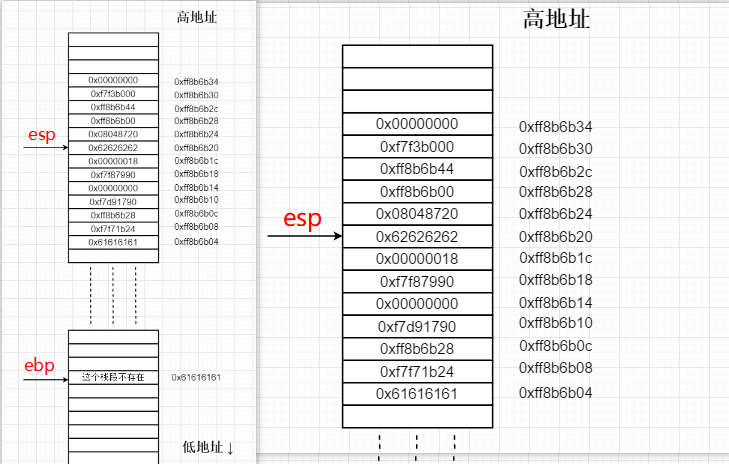 高地址
0x00000000 0xff8b6b34
0xf7f3b000 0xff8b6b30
0xff8b6b44 0xff8b6b2c
0xff8b6b00 0xff8b6b28
0x08048720 0xff8b6b24
esp
0x62626262 0xff8b6b20
0x00000018 0xff8b6b1c
0xf7f87990 0xff8b6b18
0x00000000 0xff8b6b14
0xf7d91790 0xff8b6b10
0xff8b6b28 0xff8b6b0c
0xf7f71b24 0xff8b6b08
0x61616161 0xff8b6b04
ebp
这个栈段不存在 0x61616161
低地址↓
高地址
0x00000000 0xff8b6b34
0xf7f3b000 0xff8b6b30
0xff8b6b44 0xff8b6b2c
0xff8b6b00 0xff8b6b28
0x08048720 0xff8b6b24
esp
0x62626262 0xff8b6b20
0x00000018 0xff8b6b1c
0xf7f87990 0xff8b6b18
0x00000000 0xff8b6b14
0xf7d91790 0xff8b6b10
0xff8b6b28 0xff8b6b0c
0xf7f71b24 0xff8b6b08
0x61616161 0xff8b6b04